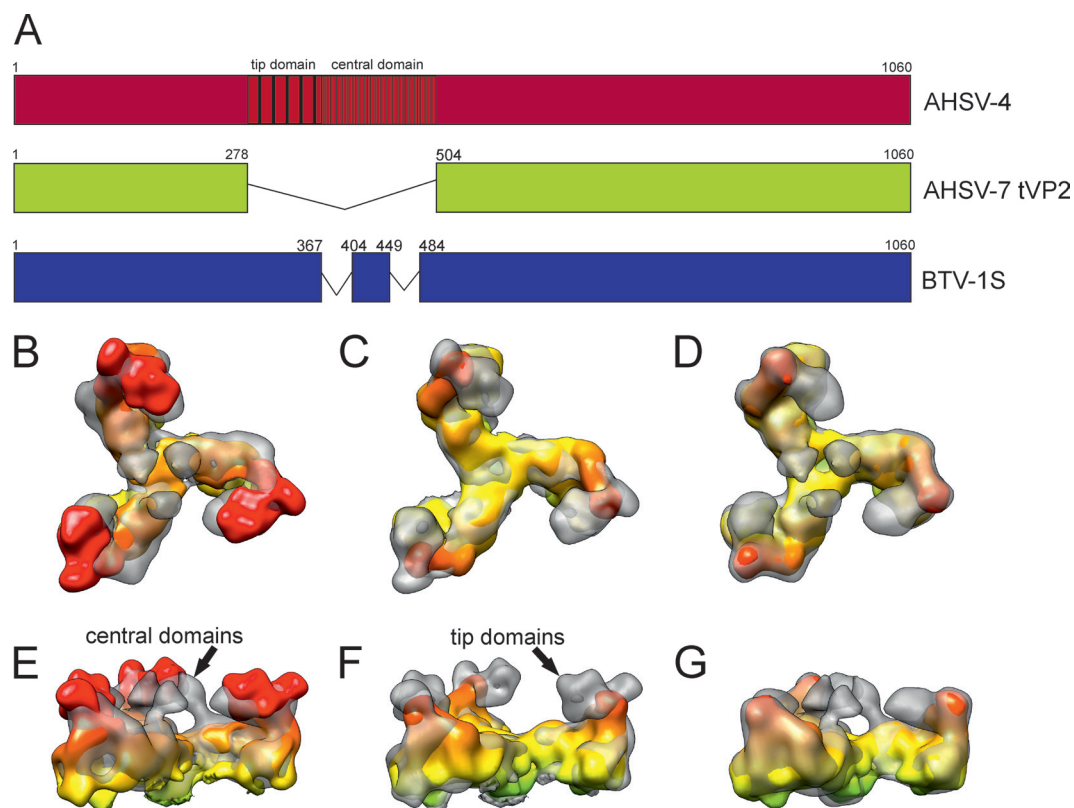 A
tip domain central domain
1 1060
AHSV-4
1 278 504 1060
AHSV-7 tVP2
1 367 404 449 484 1060
BTV-1S
B C D
central domains tip domains
E F G